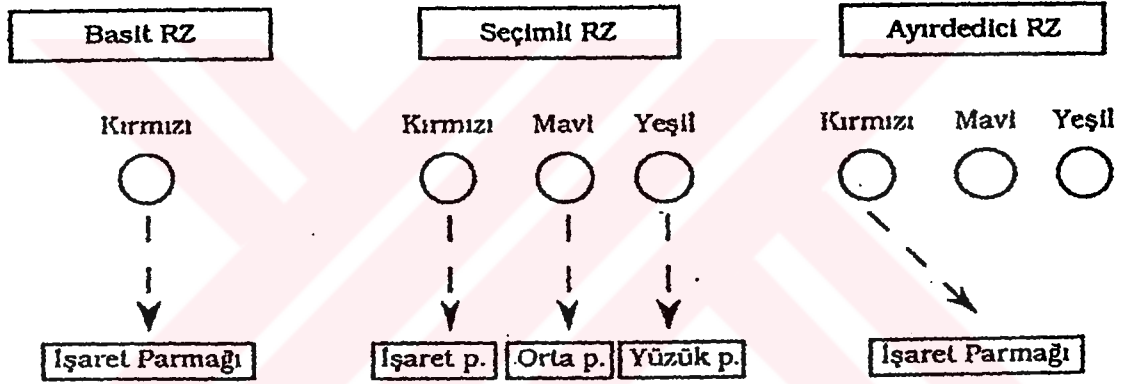 Basit RZ Seçimli RZ Ayırdedici RZ
Kırmızı Kırmızı Mavi Yeşil Kırmızı Mavi Yeşil
İşaret Parmağı İşaret p. Orta p. Yüzük p. İşaret Parmağı